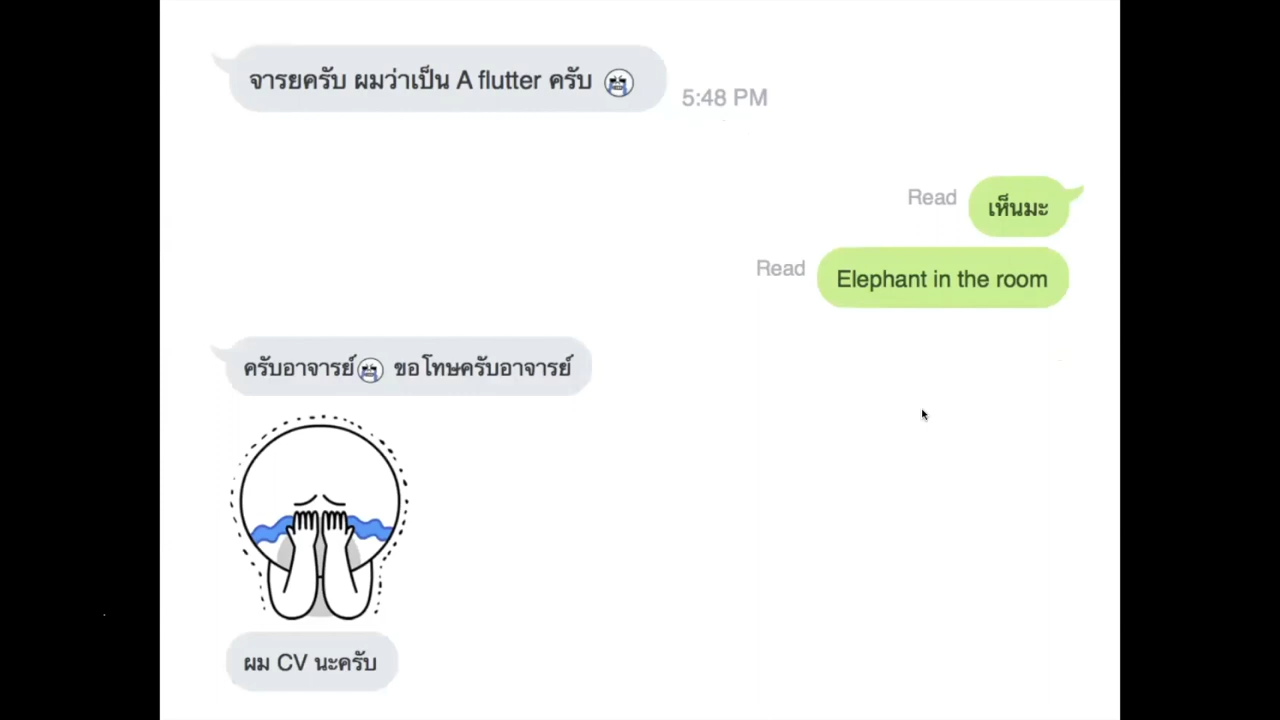 จารยครับ ผมว่าเป็น A flutter ครับ
5:48 PM
Read
เห็นมะ
Read
Elephant in the room
ครับอาจารย์ ขอโทษครับอาจารย์
ผม CV นะครับ